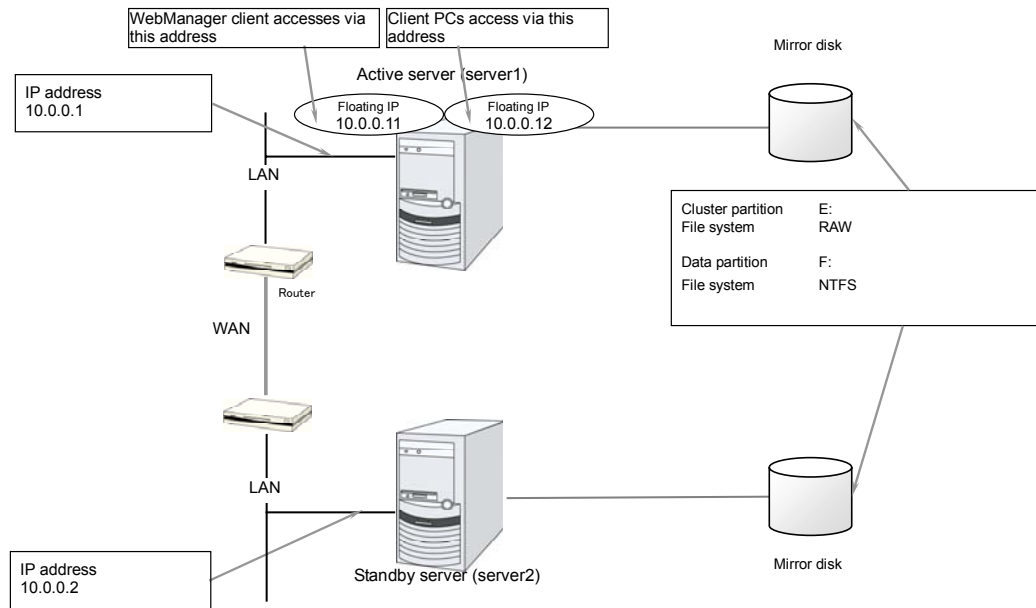 WebManager client accesses via
this address
Client PCs access via this
address
Mirror disk
Active server (server1)
IP address
10.0.0.1
Floating IP
10.0.0.11
Floating IP
10.0.0.12
LAN
Cluster partition E:
File system RAW
Data partition F:
File system NTFS
Router
WAN
LAN
IP address
10.0.0.2
Standby server (server2)
Mirror disk